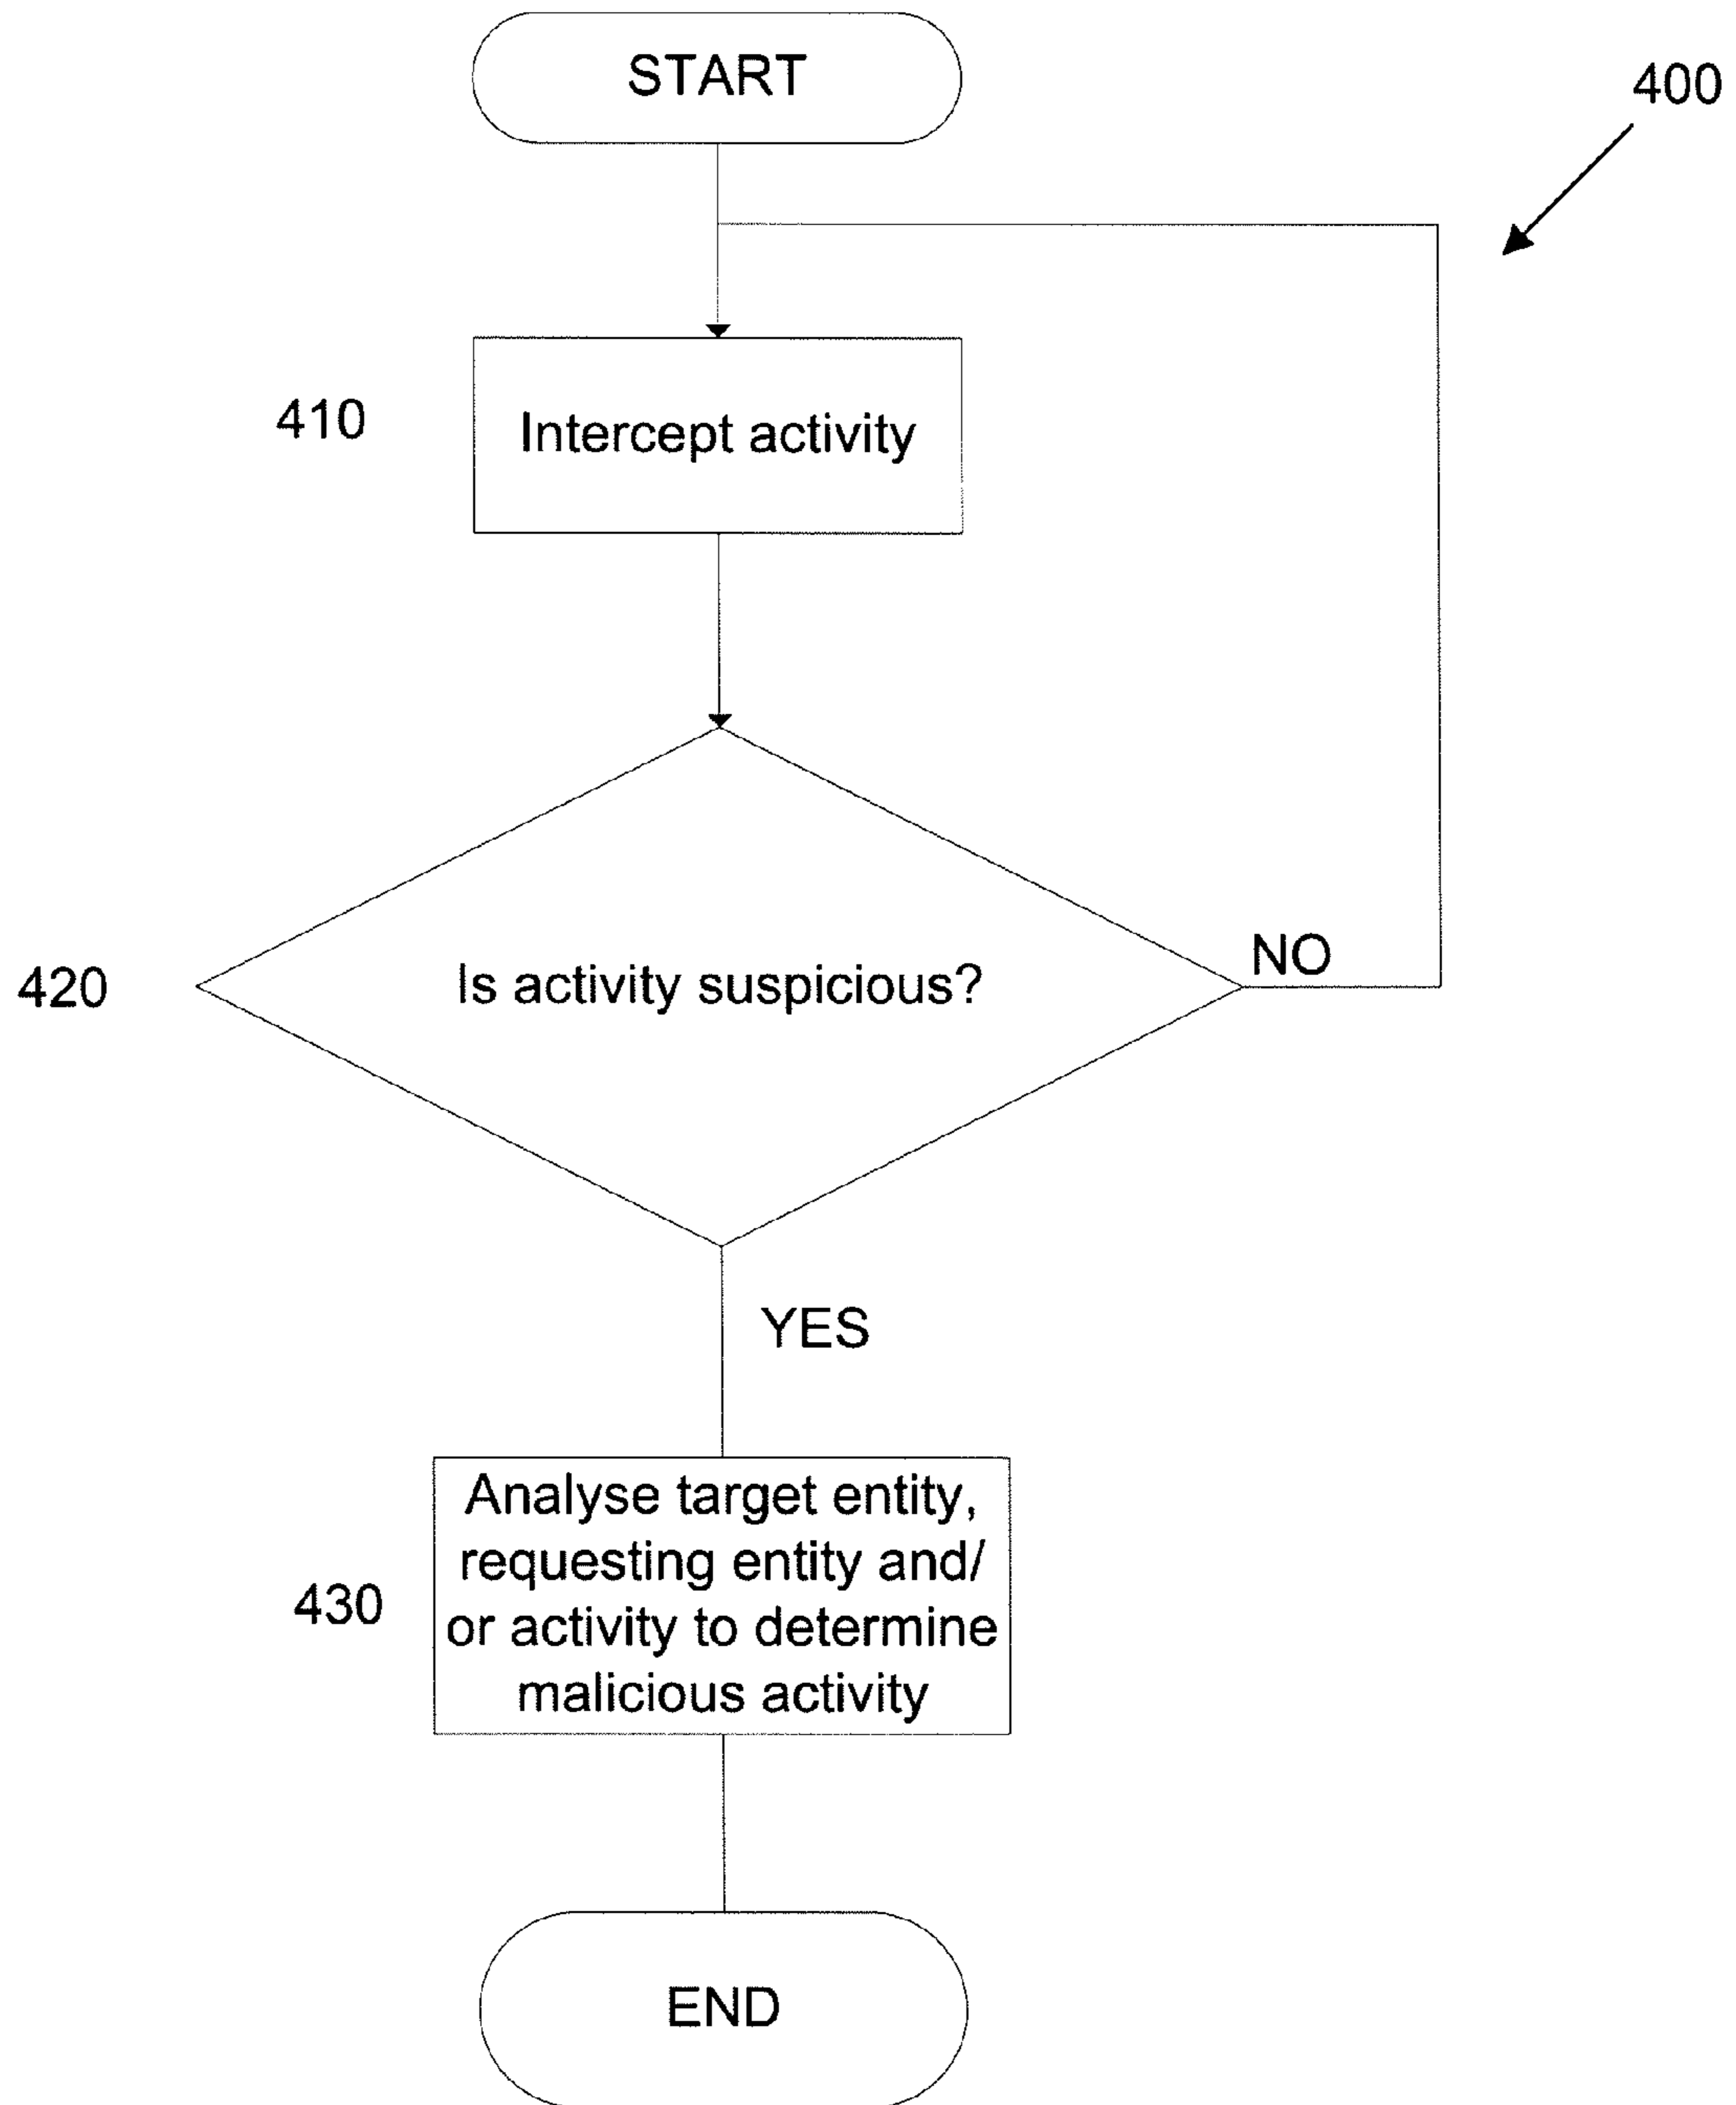 START
400
410
Intercept activity
420
Is activity suspicious?
NO
YES
430
Analyse target entity,
requesting entity and/
or activity to determine
malicious activity
END